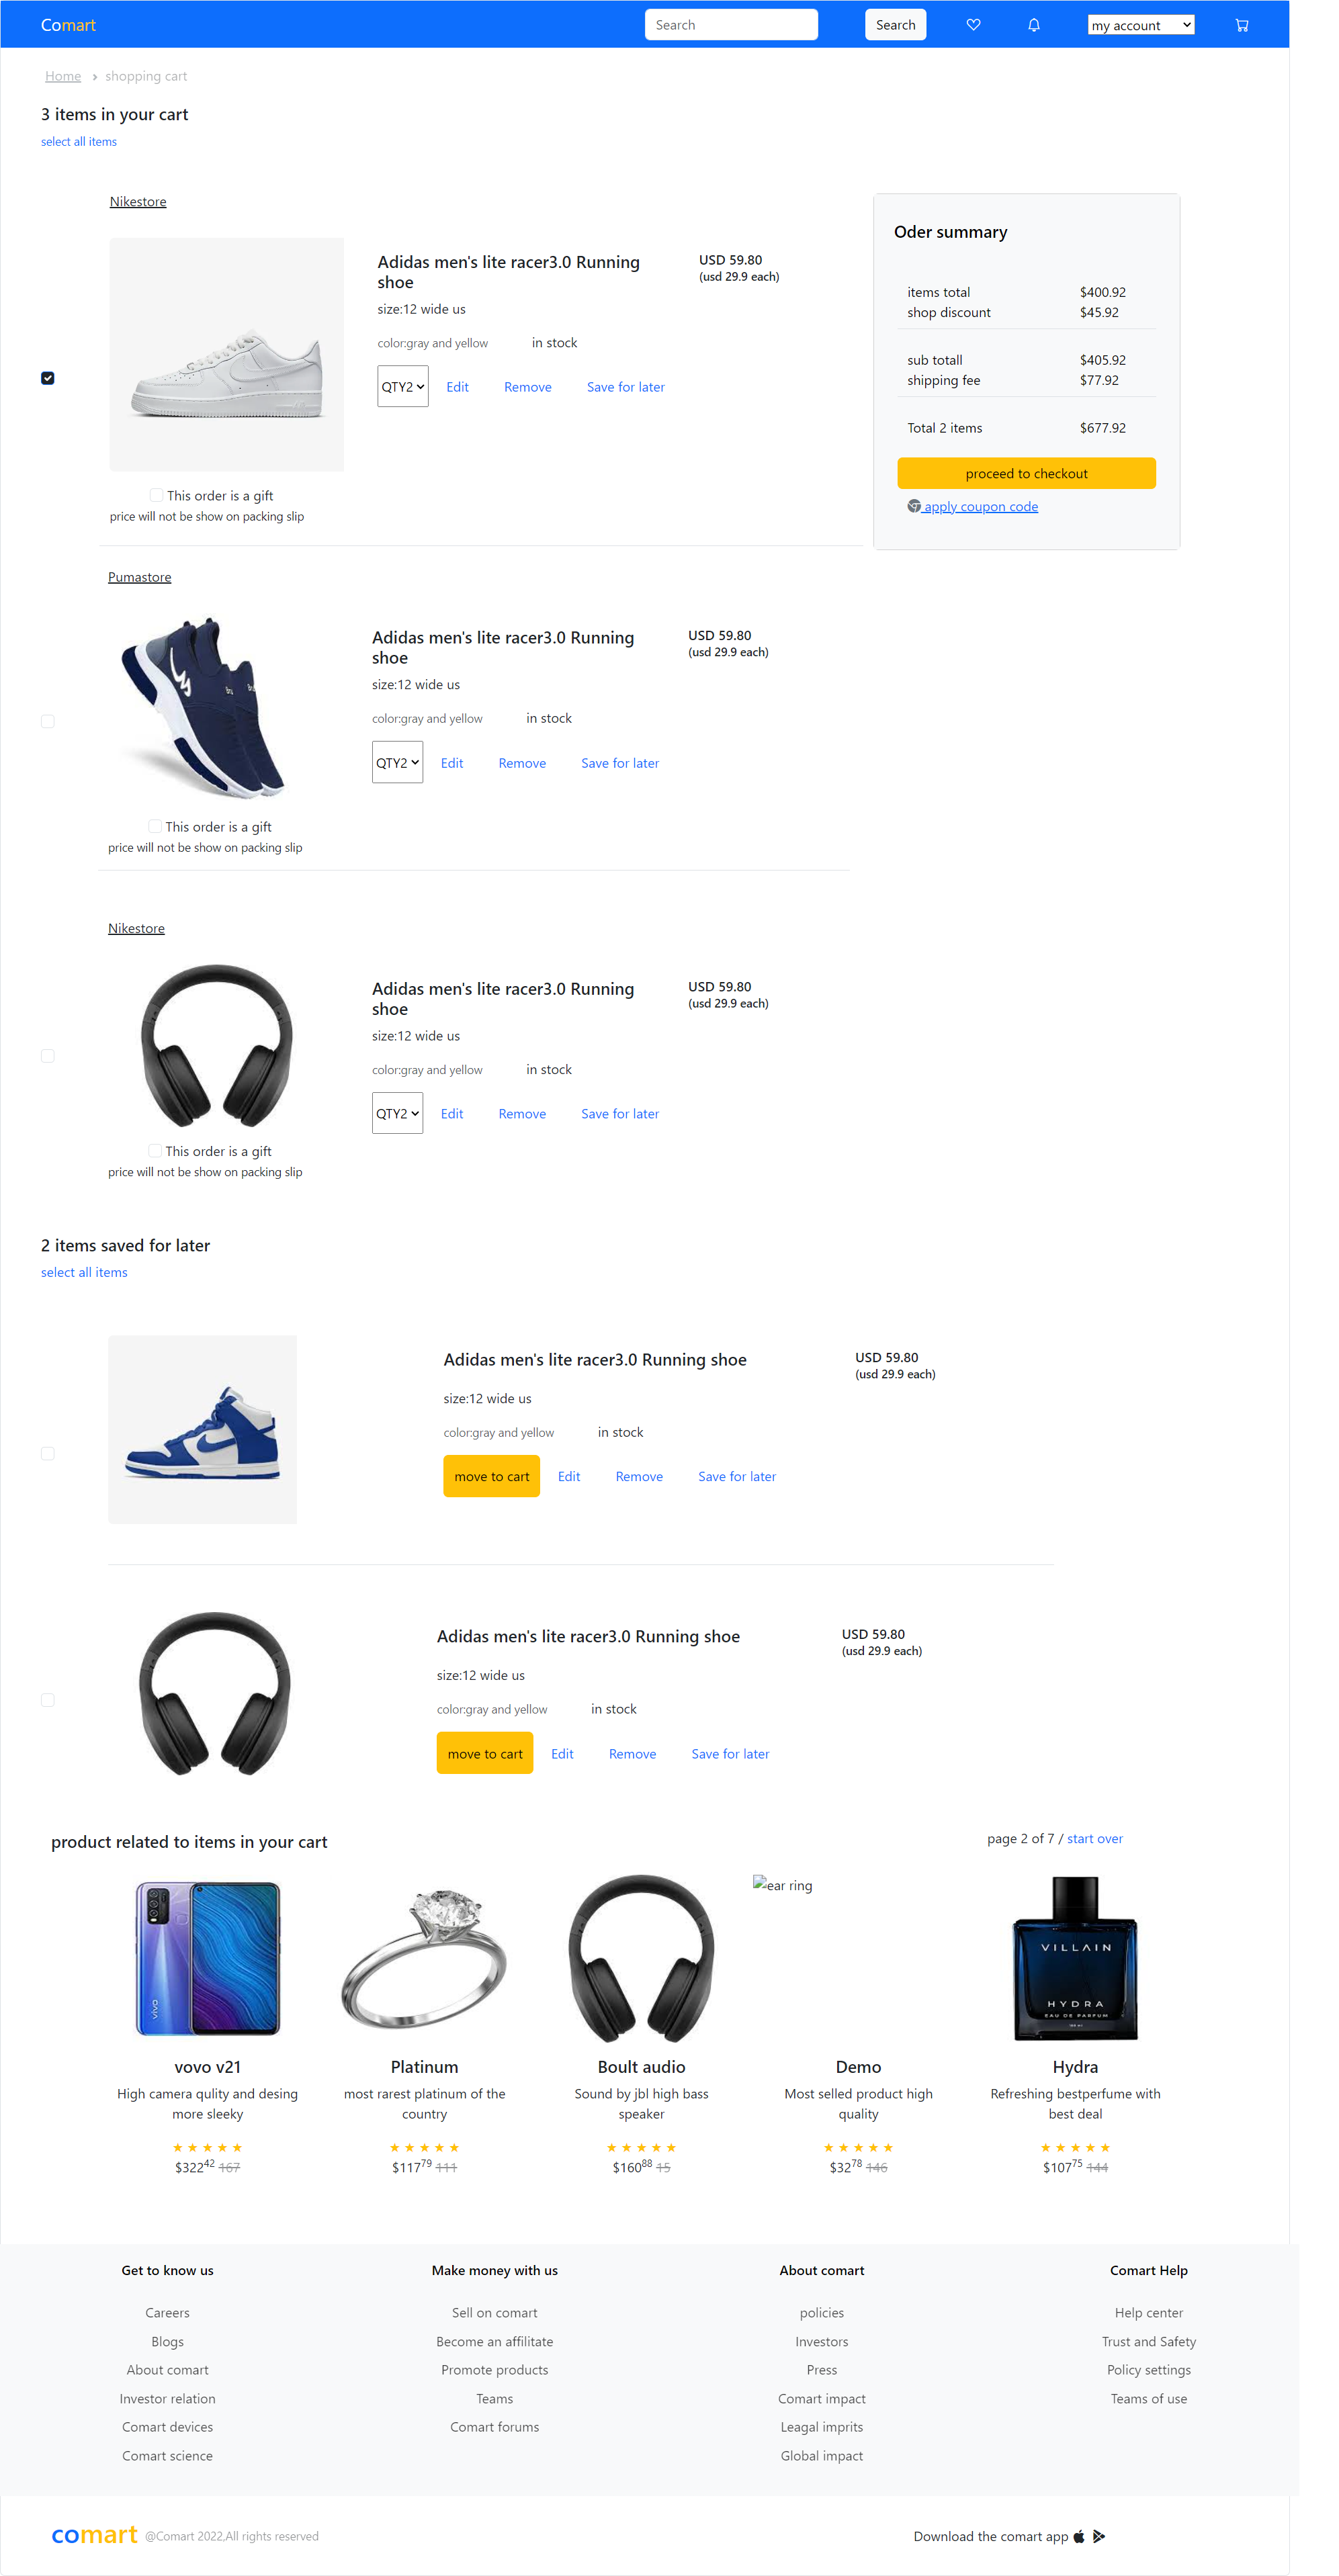 Comart
Search
Search
my account
Home
shopping cart
3 items in your cart
select all items
Nikestore
Adidas men's lite racer3.0 Running
shoe
USD 59.80
(usd 29.9 each)
size:12 wide us
color:gray and yellow
in stock
QTY2
Edit
Remove
Save for later
This order is a gift
price will not be show on packing slip
Oder summary
items total $400.92
shop discount $45.92
sub totall $405.92
shipping fee $77.92
Total 2 items $677.92
proceed to checkout
apply coupon code
Pumastore
Adidas men's lite racer3.0 Running
shoe
USD 59.80
(usd 29.9 each)
size:12 wide us
color:gray and yellow
in stock
QTY2
Edit
Remove
Save for later
This order is a gift
price will not be show on packing slip
Nikestore
Adidas men's lite racer3.0 Running
shoe
USD 59.80
(usd 29.9 each)
size:12 wide us
color:gray and yellow
in stock
QTY2
Edit
Remove
Save for later
This order is a gift
price will not be show on packing slip
2 items saved for later
select all items
Adidas men's lite racer3.0 Running shoe
USD 59.80
(usd 29.9 each)
size:12 wide us
color:gray and yellow
in stock
move to cart
Edit
Remove
Save for later
Adidas men's lite racer3.0 Running shoe
USD 59.80
(usd 29.9 each)
size:12 wide us
color:gray and yellow
in stock
move to cart
Edit
Remove
Save for later
product related to items in your cart
page 2 of 7 / start over
vivo
vovo v21
High camera qulity and desing
more sleeky
$322 42 167
Platinum
most rarest platinum of the
country
$117 79 111
Boult audio
Sound by jbl high bass
speaker
$160 88 15
ear ring
Demo
Most selled product high
quality
$32 78 146
VILLAIN
HYDRA
EAU DE PARFUM
Hydra
Refreshing bestperfume with
best deal
$107 75 144
Get to know us
Careers
Blogs
About comart
Investor relation
Comart devices
Comart science
Make money with us
Sell on comart
Become an affilitate
Promote products
Teams
Comart forums
About comart
policies
Investors
Press
Comart impact
Leagal imprits
Global impact
Comart Help
Help center
Trust and Safety
Policy settings
Teams of use
comart
@Comart 2022,All rights reserved
Download the comart app